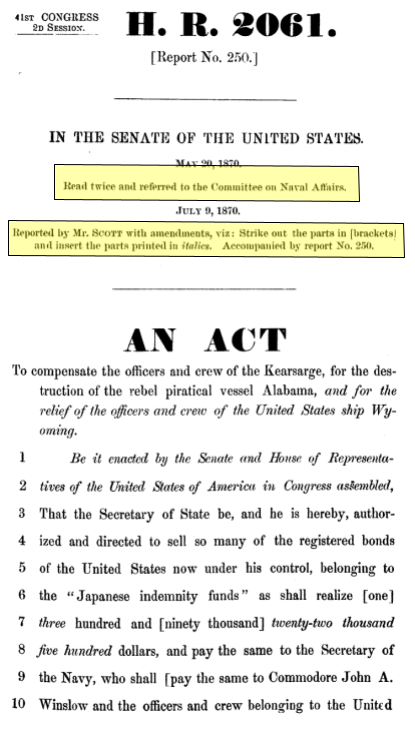 41ST CONGRESS
2D SESSION.
H. R. 2061.
[Report No. 250.]
IN THE SENATE OF THE UNITED STATES.
MAY 20, 1870.
Read twice and referred to the Committee on Naval Affairs.
JULY 9, 1870.
Reported by Mr. SCOTT with amendments, viz: Strike out the parts in [brackets]
and insert the parts printed in italics. Accompanied by report No. 250.
AN ACT
To compensate the officers and crew of the Kearsarge, for the des-
truction of the rebel piratical vessel Alabama, and for the
relief of the officers and crew of the United States ship Wy-
oming.
1 Be it enacted by the Senate and House of Representa-
2 tives of the United States of America in Congress assembled,
3 That the Secretary of State be, and he is hereby, author-
4 ized and directed to sell so many of the registered bonds
5 of the United States now under his control, belonging to
6 the "Japanese indemnity funds" as shall realize [one]
7 three hundred and [ninety thousand] twenty-two thousand
8 five hundred dollars, and pay the same to the Secretary of
9 the Navy, who shall [pay the same to Commodore John A.
10 Winslow and the officers and crew belonging to the United